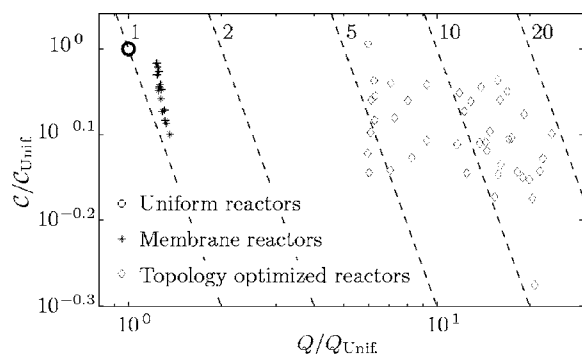 1 2 5 10 20
10^0
10^-0.1
10^-0.2
10^-0.3
C/C_Unif.
Uniform reactors
Membrane reactors
Topology optimized reactors
10^0 10^1
Q/Q_Unif.